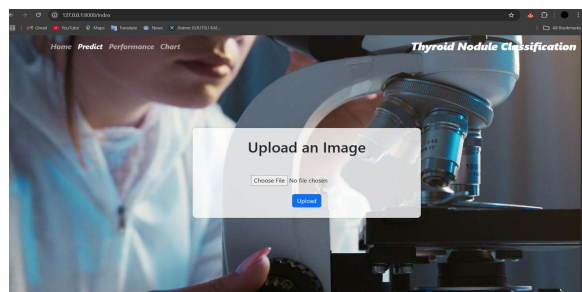 127.0.0.1:8000/index
Gmail YouTube Maps Translate News All Bookmarks
Home Predict Performance Chart
Thyroid Nodule Classification
Upload an Image
Choose File No file chosen
Upload